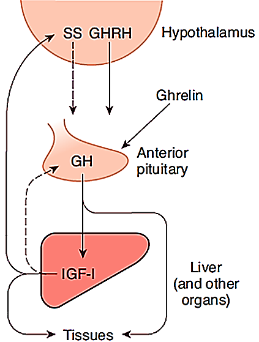 SS GHRH Hypothalamus
Ghrelin
GH
Anterior
pituitary
IGF-I
Liver
(and other
organs)
Tissues